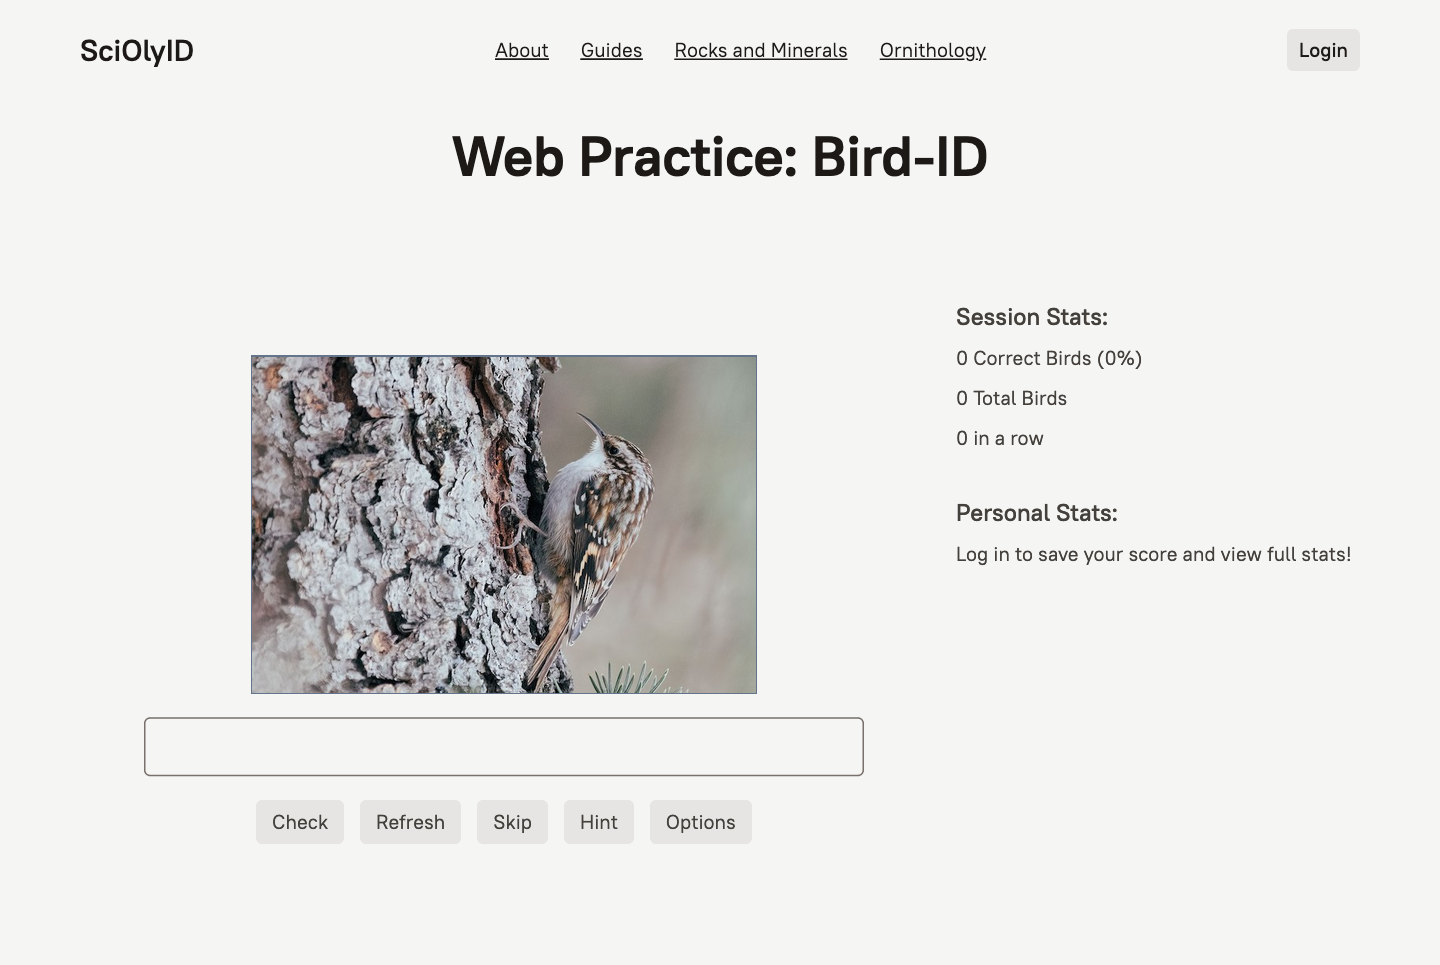 SciOlyID
About Guides Rocks and Minerals Ornithology
Login
Web Practice: Bird-ID
Session Stats:
0 Correct Birds (0%)
0 Total Birds
0 in a row
Personal Stats:
Log in to save your score and view full stats!
Check Refresh Skip Hint Options